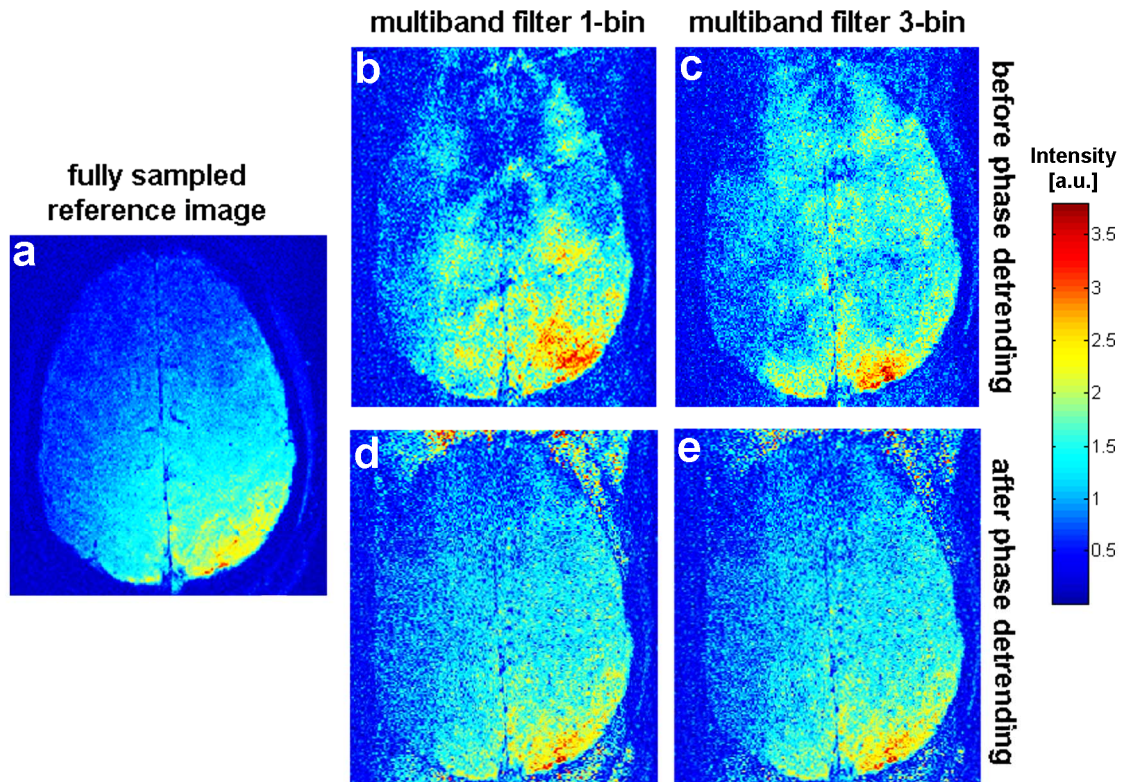 multiband filter 1-bin
multiband filter 3-bin
fully sampled
reference image
a
b
c
d
e
before phase detrending
after phase detrending
Intensity
[a.u.]
3.5
3
2.5
2
1.5
1
0.5